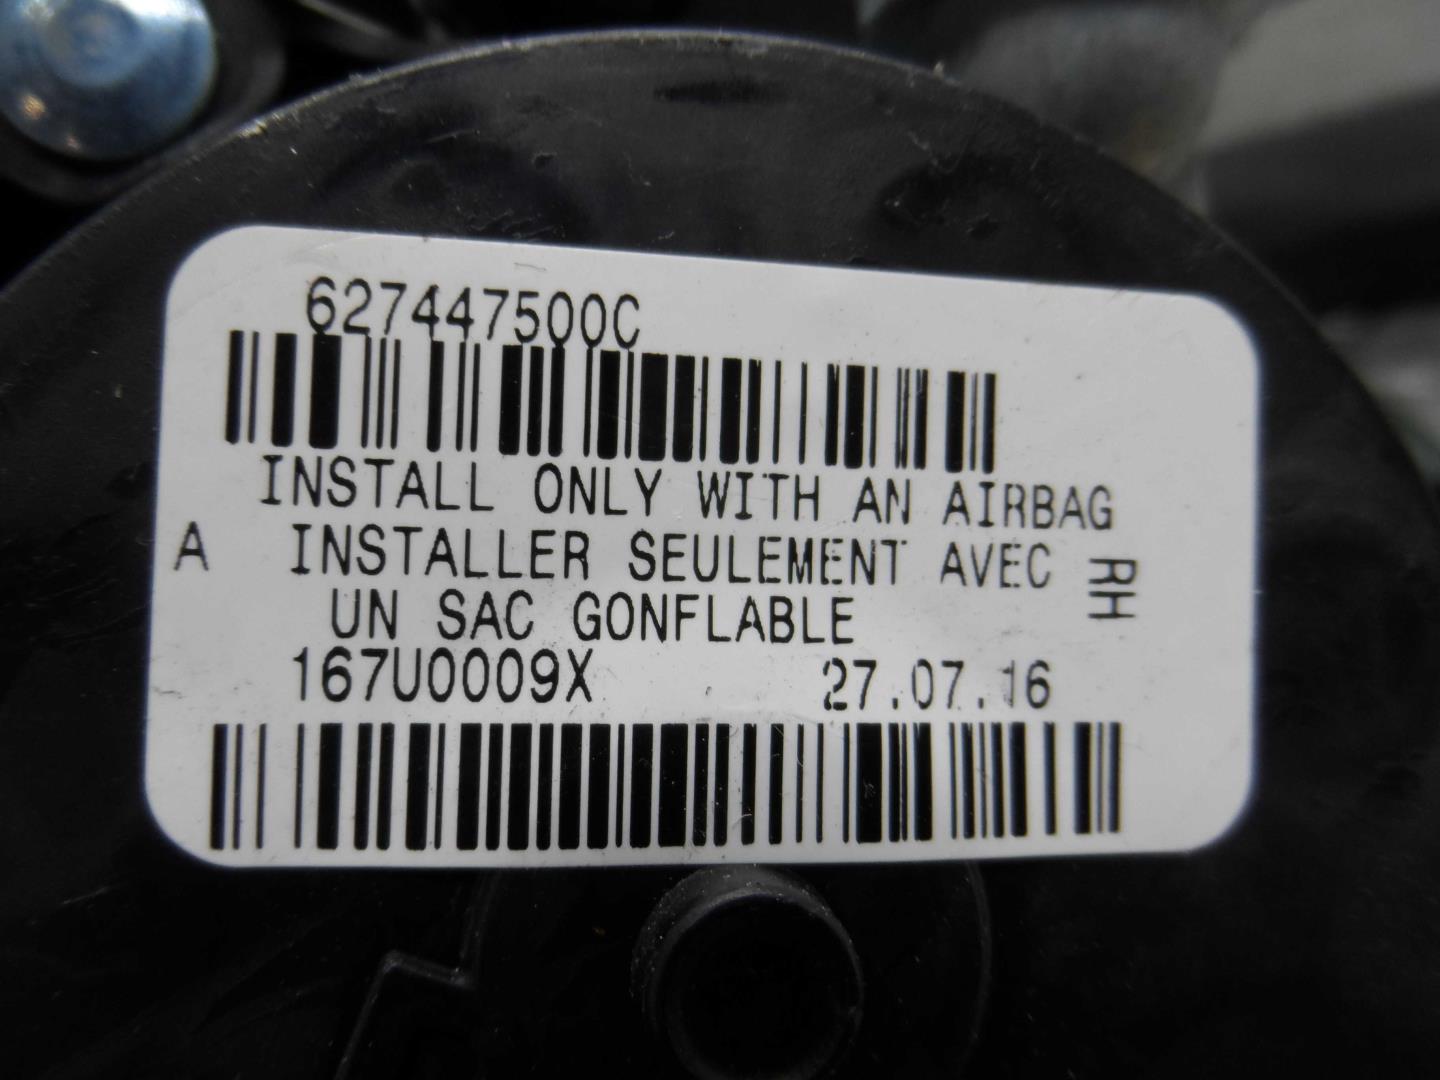 627447500C
INSTALL ONLY WITH AN AIRBAG
A INSTALLER SEULEMENT AVEC
RH
UN SAC GONFLABLE
167U0009X 27.07.16